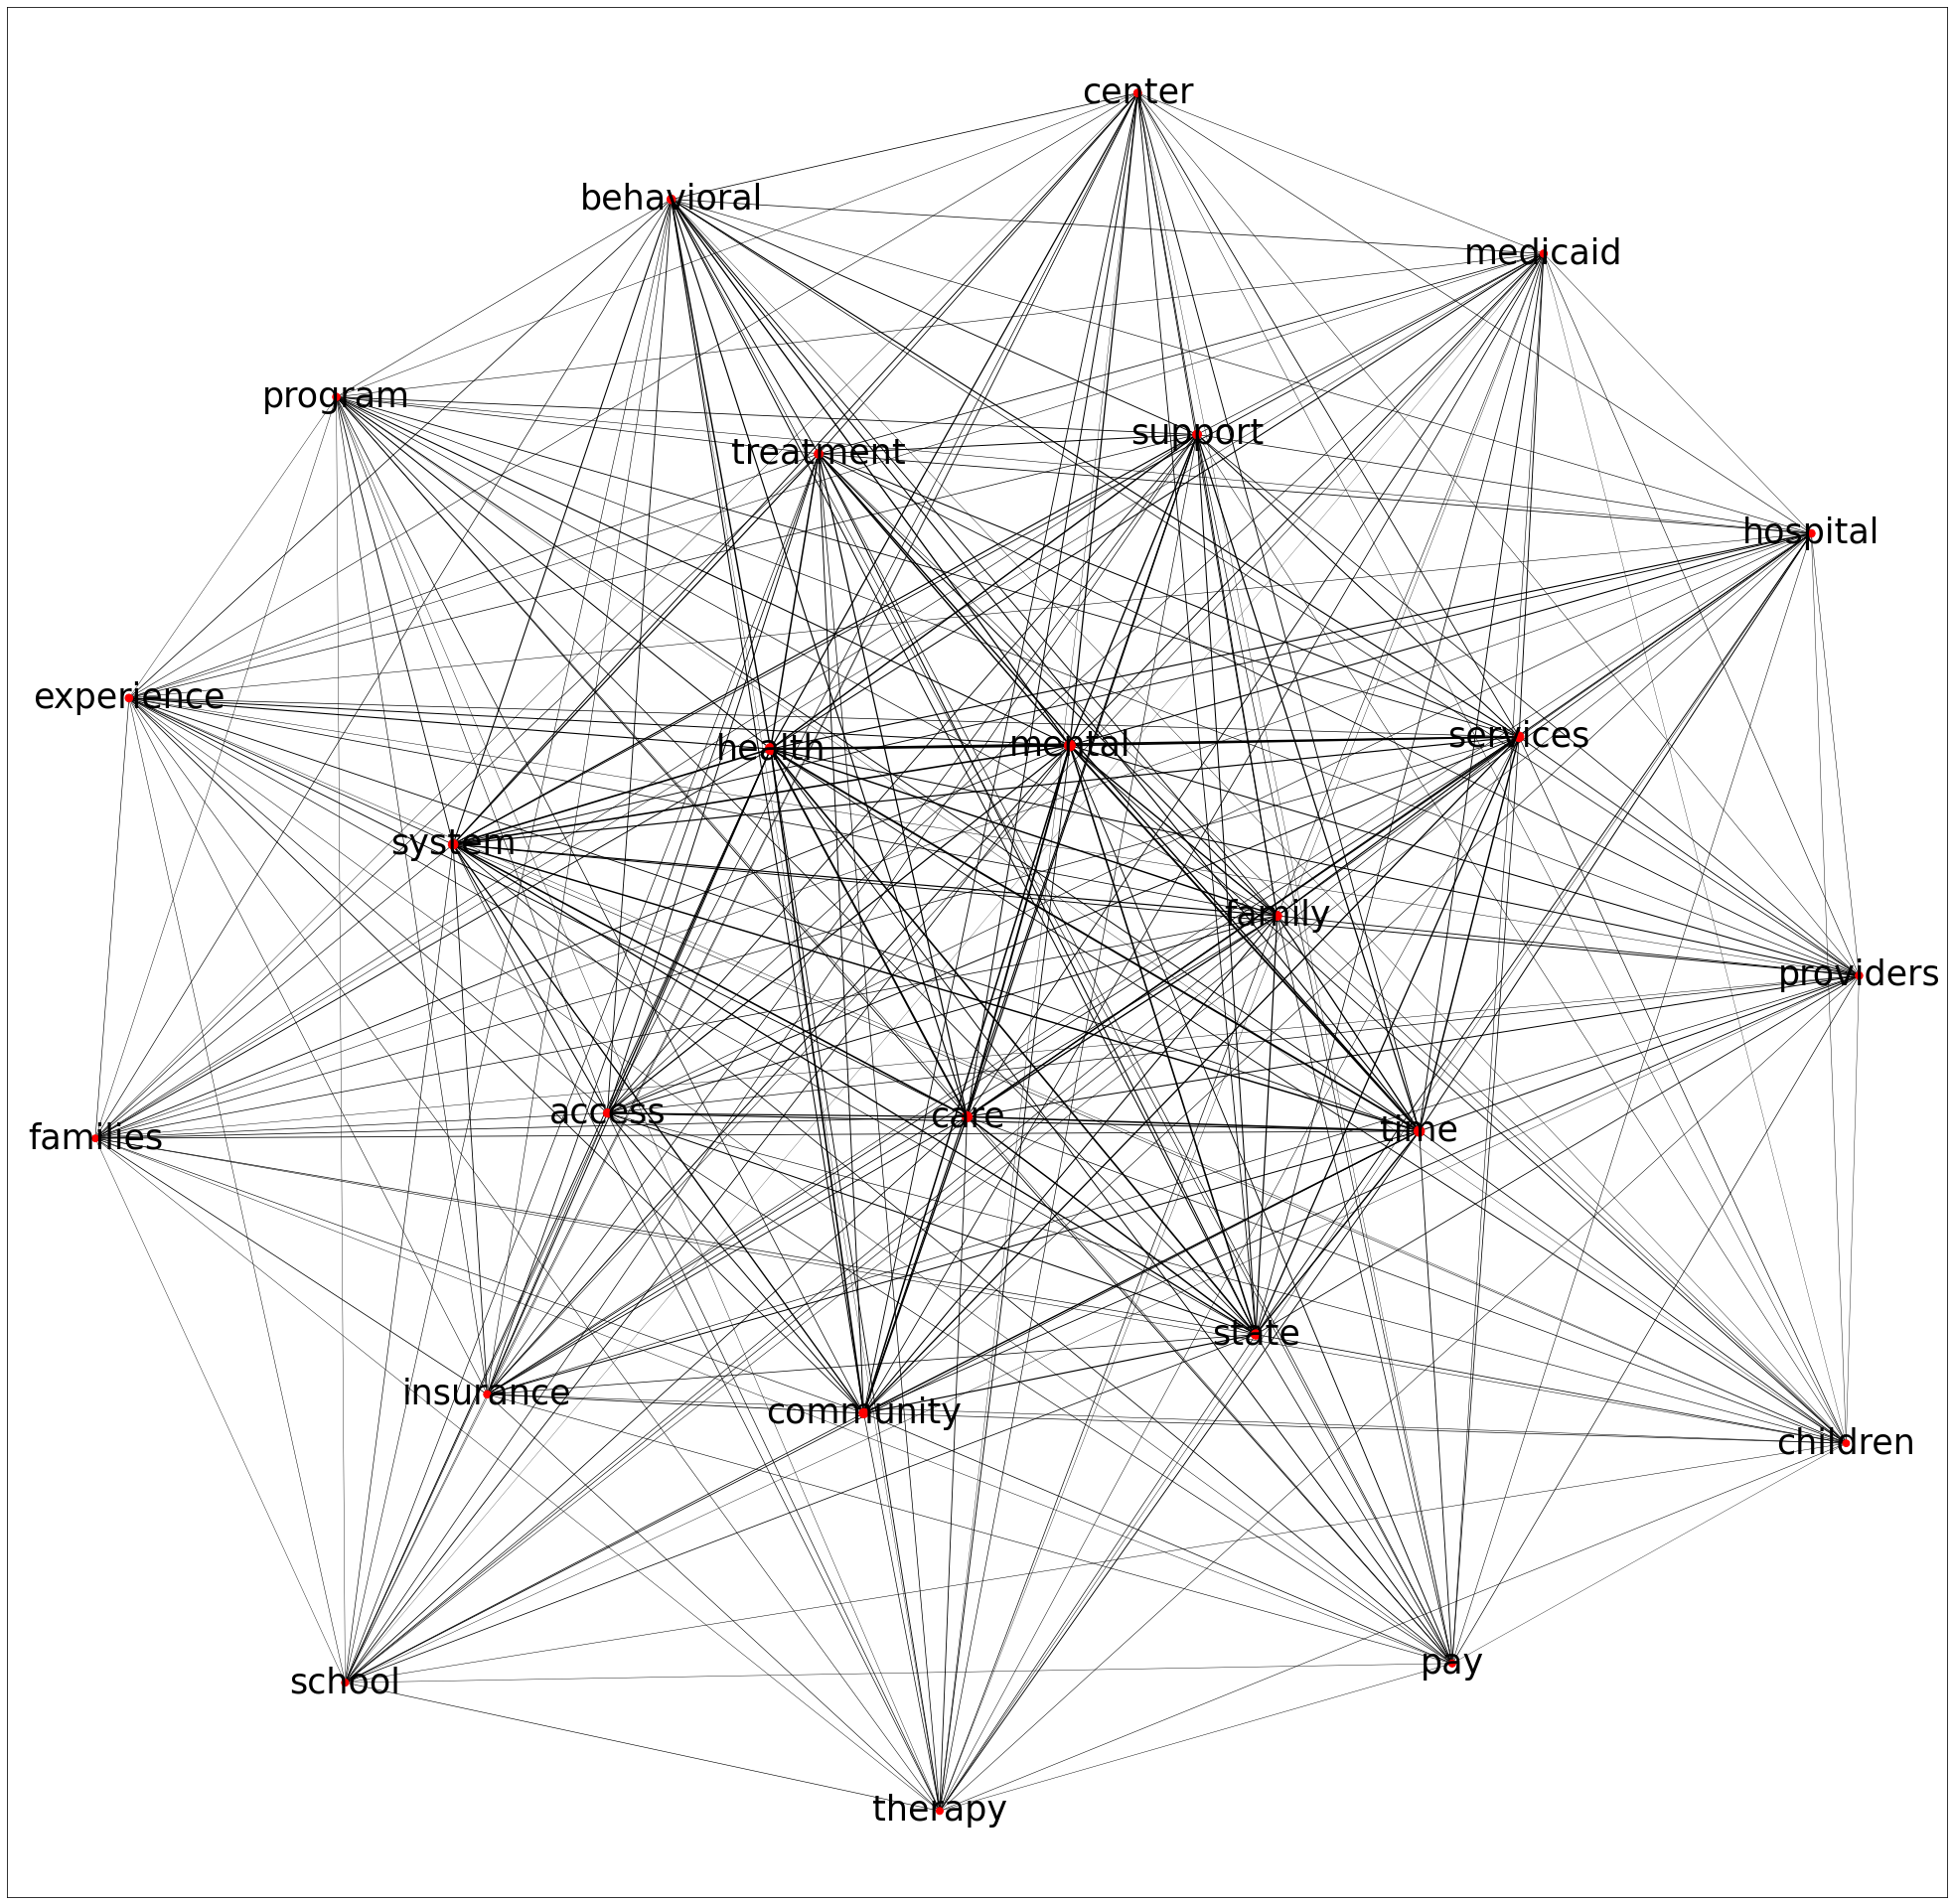 center
behavioral
medicaid
program
support
treatment
hospital
experience
services
mental
health
system
family
providers
access
care
time
families
state
insurance
community
children
pay
school
therapy